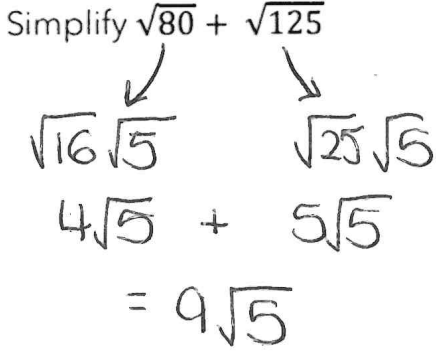 Simplify √80 + √125
√16 √5 √25 √5
4√5 + 5√5
= 9√5